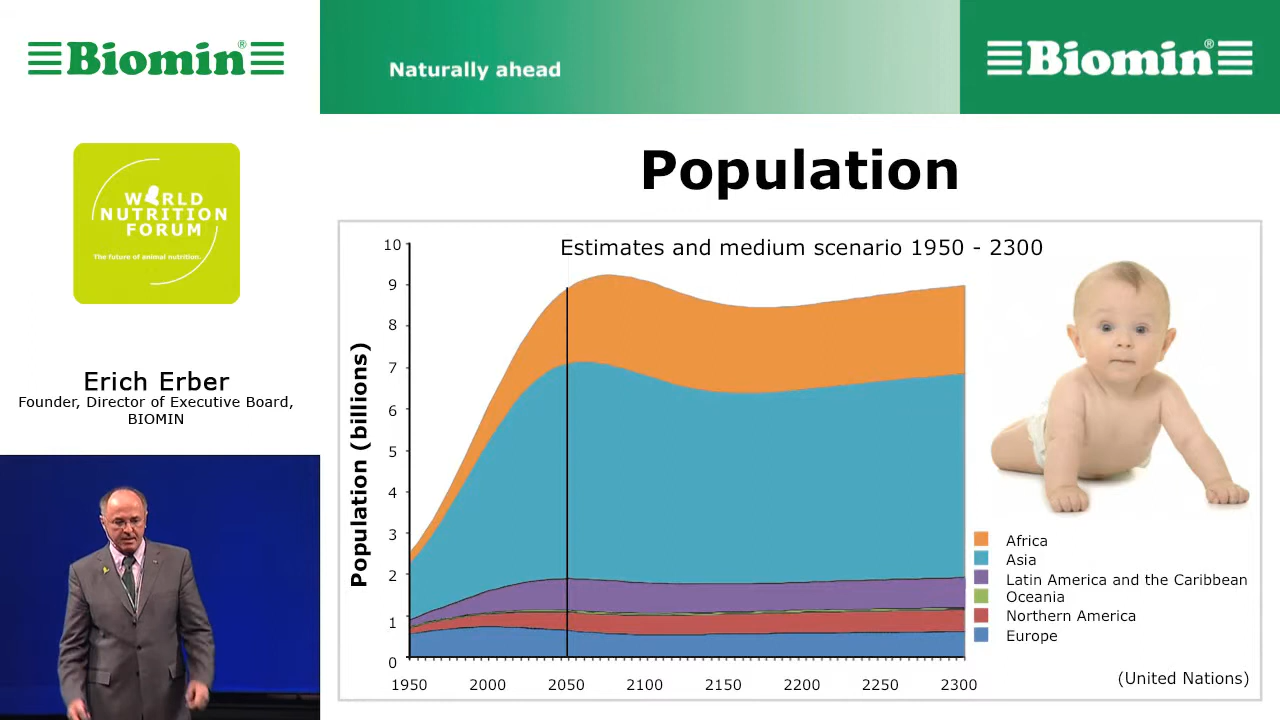 Biomin®
Naturally ahead
Biomin®
WORLD
NUTRITION
FORUM
The future of animal nutrition.
Erich Erber
Founder, Director of Executive Board,
BIOMIN
Population
Estimates and medium scenario 1950 - 2300
Population (billions)
10
9
8
7
6
5
4
3
2
1
0
1950 2000 2050 2100 2150 2200 2250 2300
Africa
Asia
Latin America and the Caribbean
Oceania
Northern America
Europe
(United Nations)